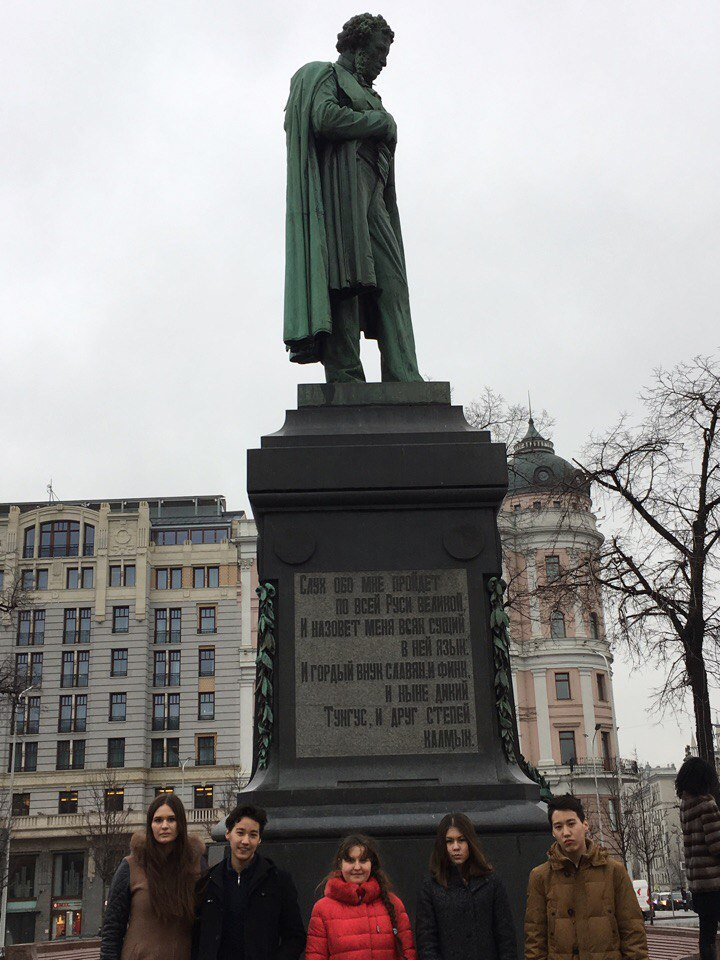 Слух обо мне пройдет
по всей Руси великой,
И назовет меня всяк сущий
в ней язык,
И гордый внук славян, и финн,
и ныне дикий
Тунгус, и друг степей
калмык.